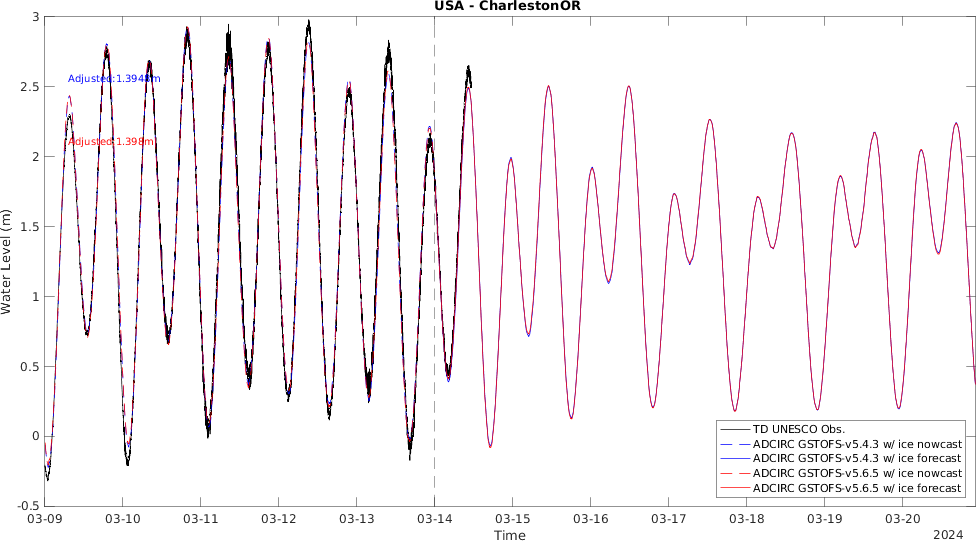 USA - CharlestonOR
3
2.5
2
1.5
1
0.5
0
-0.5
Water Level (m)
Adjusted:1.3948m
Adjusted:1.398m
TD UNESCO Obs.
ADCIRC GSTOFS-v5.4.3 w/ ice nowcast
ADCIRC GSTOFS-v5.4.3 w/ ice forecast
ADCIRC GSTOFS-v5.6.5 w/ ice nowcast
ADCIRC GSTOFS-v5.6.5 w/ ice forecast
03-09 03-10 03-11 03-12 03-13 03-14 03-15 03-16 03-17 03-18 03-19 03-20
Time
2024